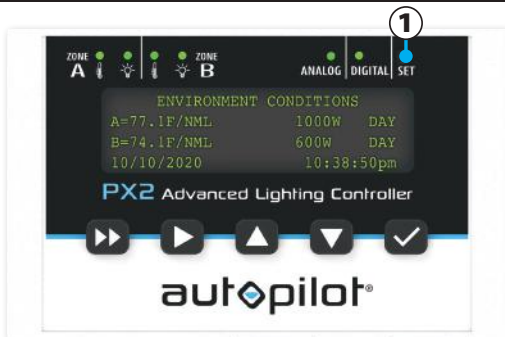 1
ZONE A ZONE B ANALOG DIGITAL SET
ENVIRONMENT CONDITIONS
A=77.1F/NML 1000W DAY
B=74.1F/NML 600W DAY
10/10/2020 10:38:50pm
PX2 Advanced Lighting Controller
autopilot®